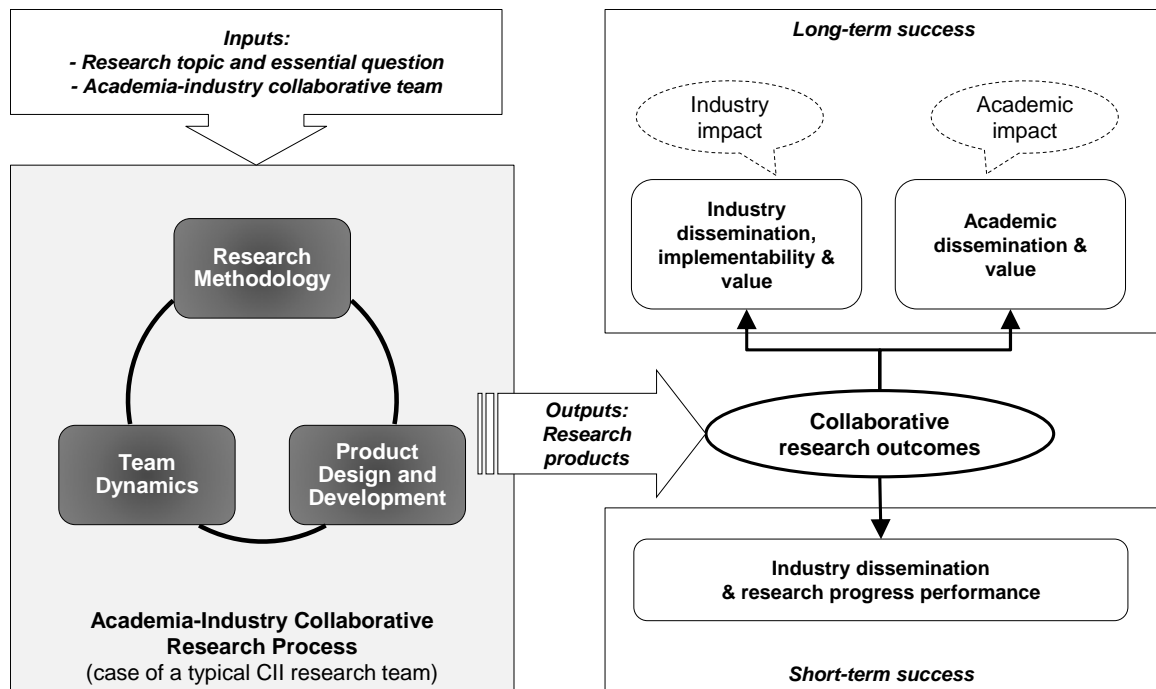 Inputs:
- Research topic and essential question
- Academia-industry collaborative team
Research
Methodology
Team
Dynamics
Product
Design and
Development
Academia-Industry Collaborative
Research Process
(case of a typical CII research team)
Outputs:
Research
products
Long-term success
Industry
impact
Academic
impact
Industry
dissemination,
implementability &
value
Academic
dissemination &
value
Collaborative
research outcomes
Industry dissemination
& research progress performance
Short-term success